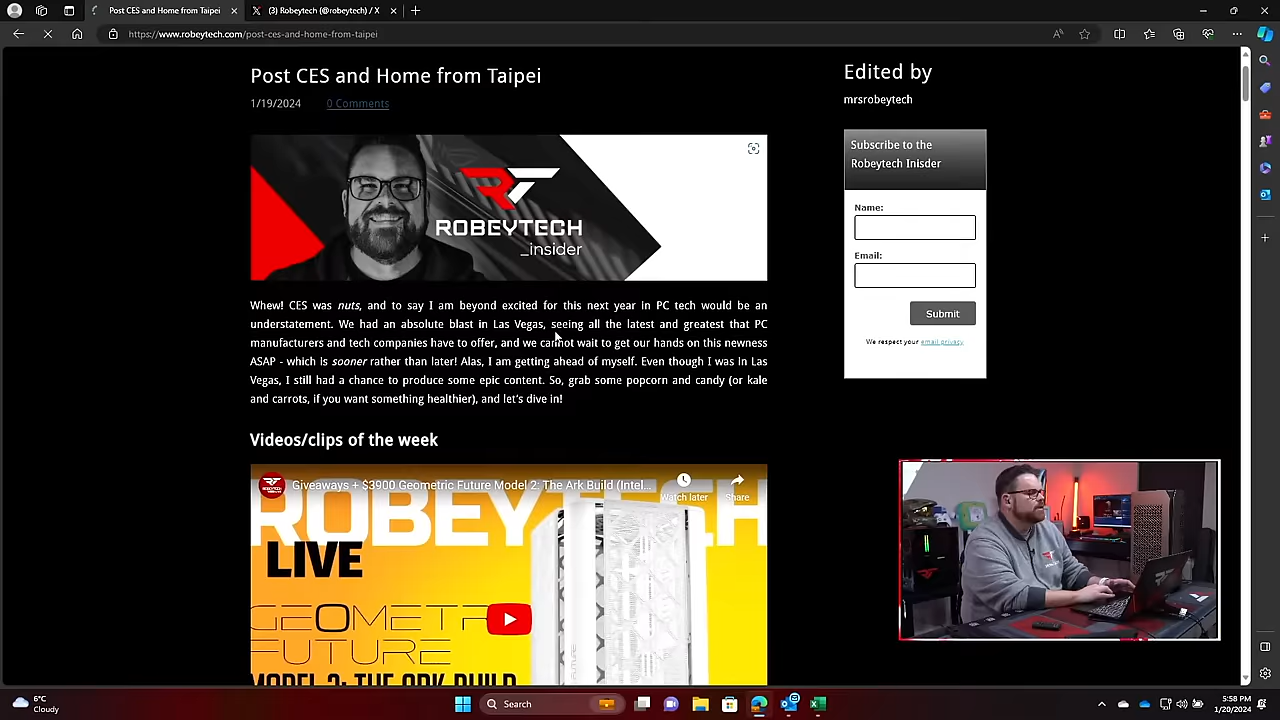 Post CES and Home from Taipei
(3) Robeytech (@robeytech) / X
https://www.robeytech.com/post-ces-and-home-from-taipei
Post CES and Home from Taipei
1/19/2024 0 Comments
ROBEYTECH
_insider
Whew! CES was nuts, and to say I am beyond excited for this next year in PC tech would be an
understatement. We had an absolute blast in Las Vegas, seeing all the latest and greatest that PC
manufacturers and tech companies have to offer, and we cannot wait to get our hands on this newness
ASAP - which is sooner rather than later! Alas, I am getting ahead of myself. Even though I was in Las
Vegas, I still had a chance to produce some epic content. So, grab some popcorn and candy (or kale
and carrots, if you want something healthier), and let's dive in!
Videos/clips of the week
Giveaways + $3900 Geometric Future Model 2: The Ark Build (Intel...
Watch later
Share
ROBEYTECH
LIVE
GEOMETR
FUTURE
MODEL 2: THE ARK BUILD
Edited by
mrsrobeytech
Subscribe to the
Robeytech Inisder
Name:
Email:
Submit
We respect your email privacy
6°C
Cloudy
Search
5:58 PM
1/20/2024